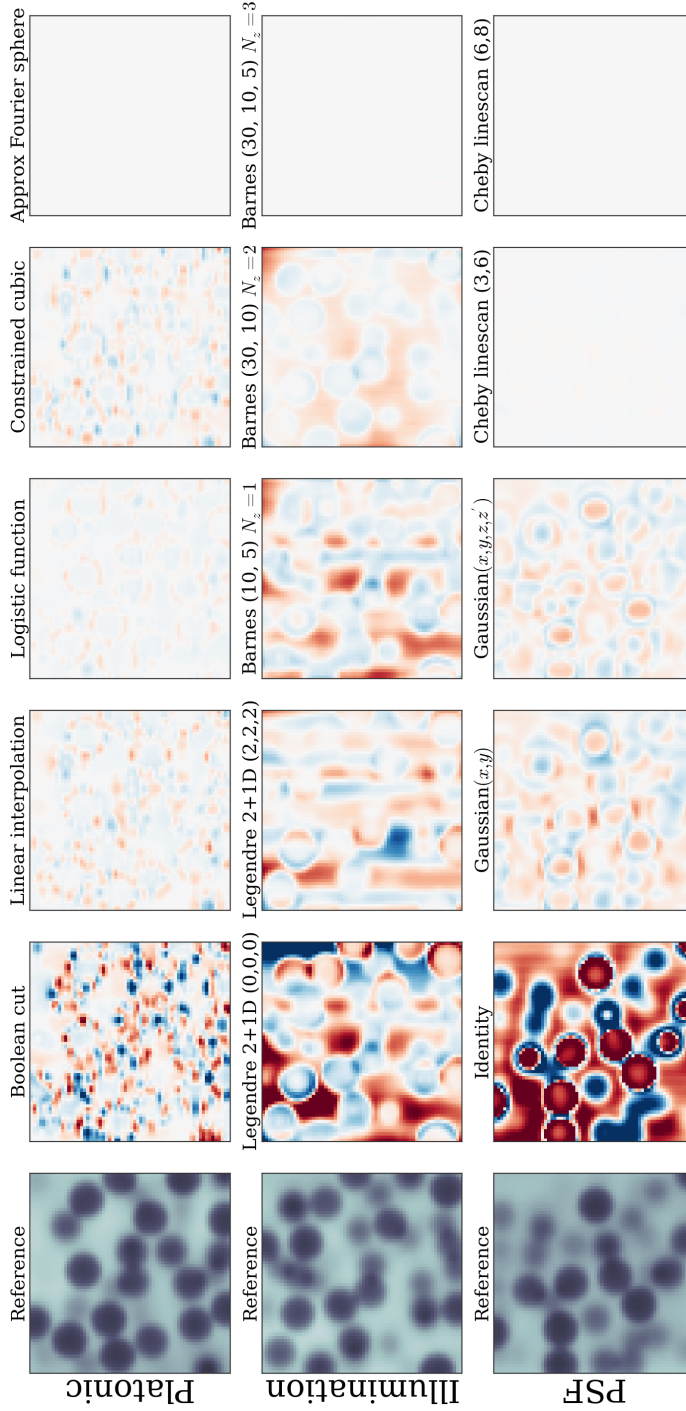 Platonic
Reference
Boolean cut
Linear interpolation
Logistic function
Constrained cubic
Approx Fourier sphere
Illumination
Reference
Legendre 2+1D (0,0,0)
Legendre 2+1D (2,2,2)
Barnes (10, 5) N_z = 1
Barnes (30, 10) N_z = 2
Barnes (30, 10, 5) N_z = 3
PSF
Reference
Identity
Gaussian(x,y)
Gaussian(x,y,z,z′)
Cheby linescan (3,6)
Cheby linescan (6,8)